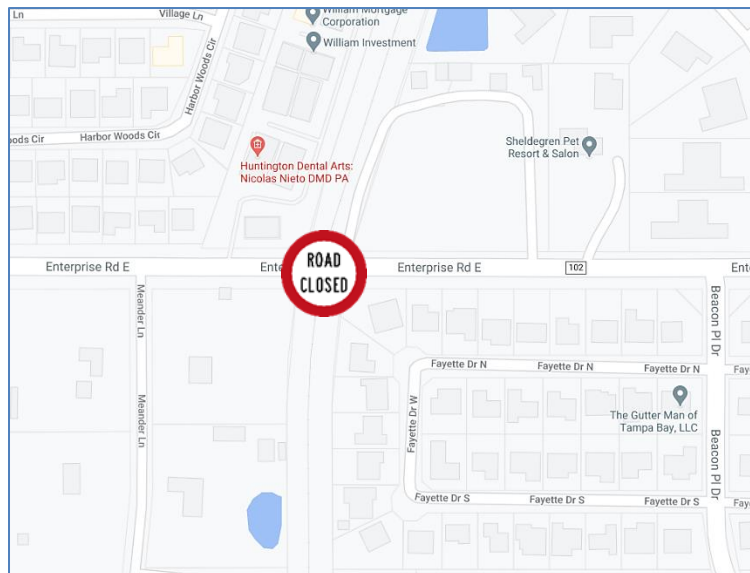 Ln
Village Ln
William Mortgage
Corporation
William Investment
Harbor Woods Cir
oods Cir
Harbor Woods Cir
Huntington Dental Arts:
Nicolas Nieto DMD PA
Sheldegren Pet
Resort & Salon
Enterprise Rd E
Ente
ROAD
CLOSED
Enterprise Rd E
102
Ente
Meander Ln
Meander Ln
Beacon Pl Dr
Beacon Pl Dr
Fayette Dr N
Fayette Dr N
Fayette Dr N
Fay
Fayette Dr W
The Gutter Man of
Tampa Bay, LLC
Fayette Dr S
Fayette Dr S
Fayette Dr S